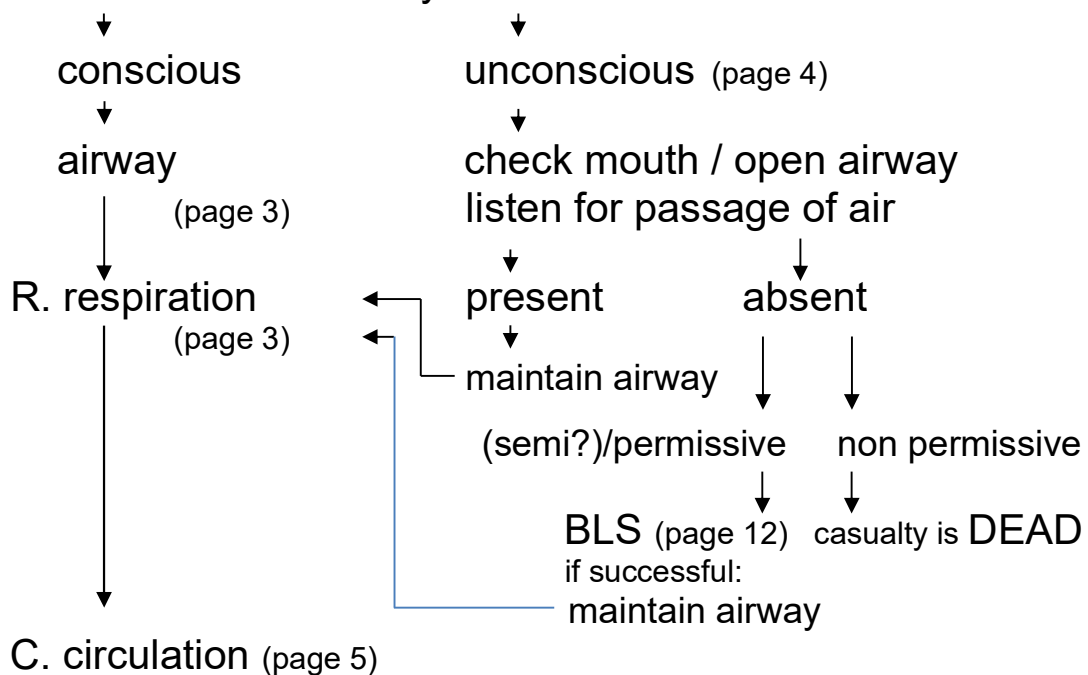 conscious
unconscious (page 4)
airway
check mouth / open airway
(page 3)
listen for passage of air
R. respiration
present
absent
(page 3)
maintain airway
(semi?)/permissive
non permissive
BLS (page 12)
casualty is DEAD
if successful:
maintain airway
C. circulation (page 5)